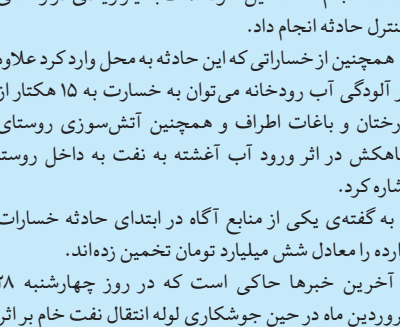 کنترل حادثه انجام داد.
همچنین از خساراتی که این حادثه به محل وارد کرد علاوه
بر آلودگی آب رودخانه می‌توان به خسارت به ۱۵ هکتار از
درختان و باغات اطراف و همچنین آتش‌سوزی روستای
در اثر ورود آب آغشته به نفت به داخل روستا
اشاره کرد.
به گفته‌ی یکی از منابع آگاه در ابتدای حادثه خسارات
وارده را معادل شش میلیارد تومان تخمین زده‌اند.
آخرین خبرها حاکی است که در روز چهارشنبه ۲۸
فروردین ماه در حین جوشکاری لوله انتقال نفت خام بر اثر